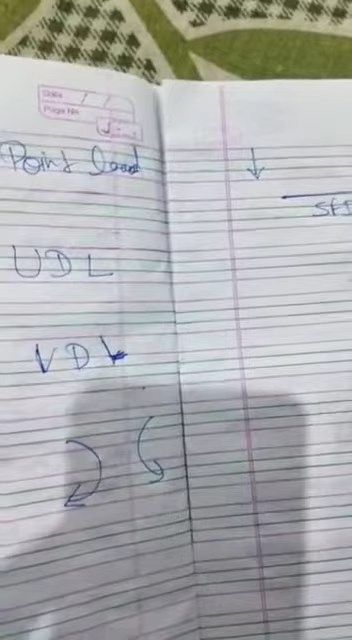 Date / /
Page No.
Point load
SFD
UDL
VDL